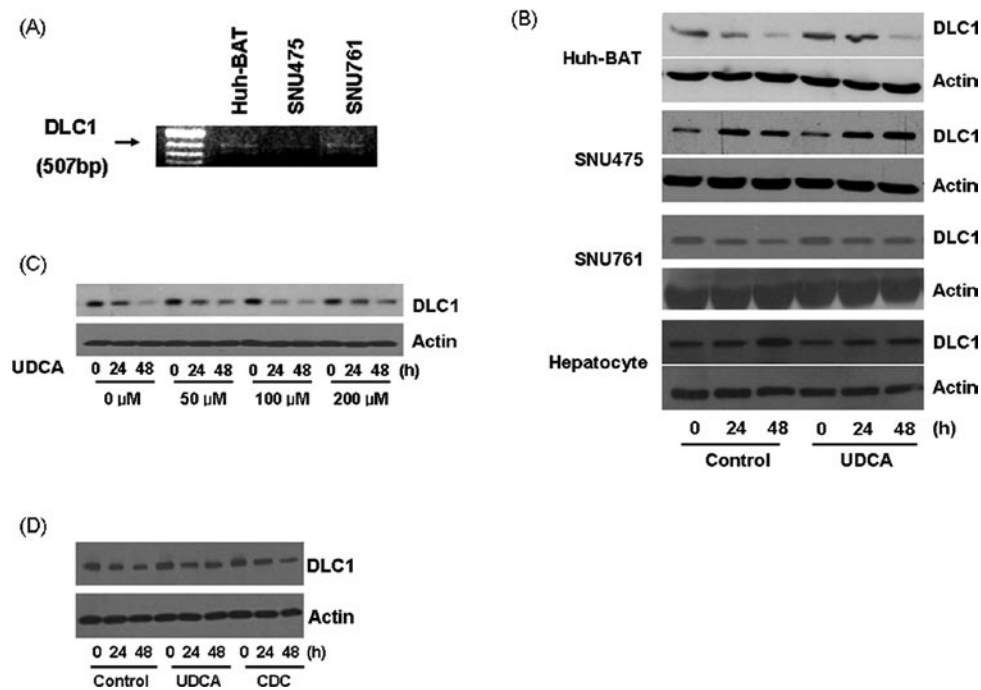 (A)
Huh-BAT
SNU475
SNU761
DLC1
(507bp)
(B)
Huh-BAT
DLC1
Actin
SNU475
DLC1
Actin
SNU761
DLC1
Actin
Hepatocyte
DLC1
Actin
0 24 48 0 24 48 (h)
Control UDCA
(C)
DLC1
Actin
UDCA 0 24 48 0 24 48 0 24 48 0 24 48 (h)
0 μM 50 μM 100 μM 200 μM
(D)
DLC1
Actin
0 24 48 0 24 48 0 24 48 (h)
Control UDCA CDC